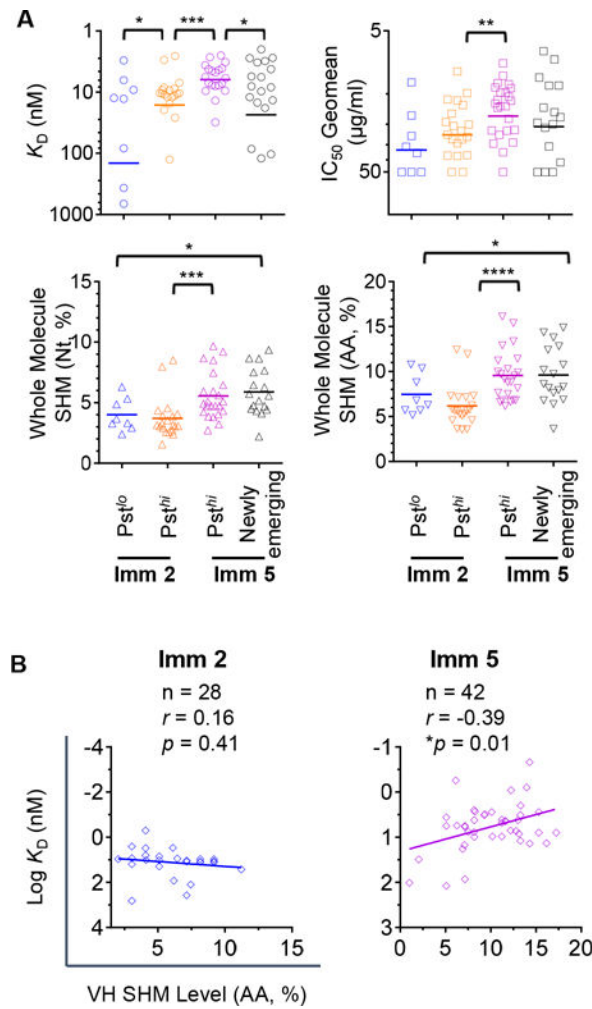 A
* *** *
1
10
100
1000
K_D (nM)
**
5
50
IC50 Geomean
(µg/ml)
*
***
15
10
5
0
Whole Molecule
SHM (Nt, %)
*
****
20
15
10
5
0
Whole Molecule
SHM (AA, %)
Pst^lo
Pst^hi
Pst^hi
Newly
emerging
Imm 2 Imm 5
Pst^lo
Pst^hi
Pst^hi
Newly
emerging
Imm 2 Imm 5
B
Imm 2
n = 28
r = 0.16
p = 0.41
-4
-2
0
2
4
Log K_D (nM)
5 10 15
VH SHM Level (AA, %)
Imm 5
n = 42
r = -0.39
*p = 0.01
-1
0
1
2
3
0 5 10 15 20